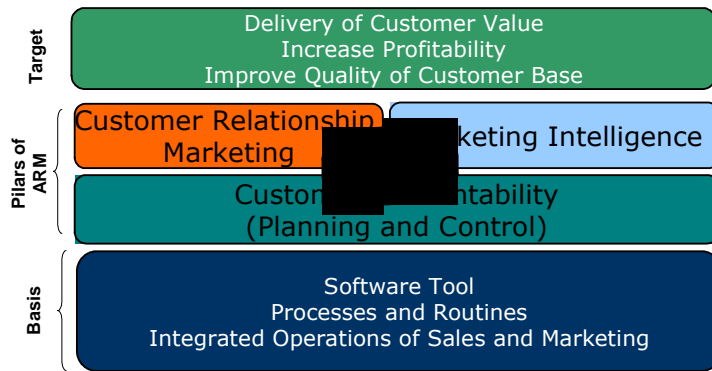 Target
Delivery of Customer Value
Increase Profitability
Improve Quality of Customer Base
Pilars of
ARM
Customer Relationship
Marketing
Intelligence
(Planning and Control)
Basis
Software Tool
Processes and Routines
Integrated Operations of Sales and Marketing